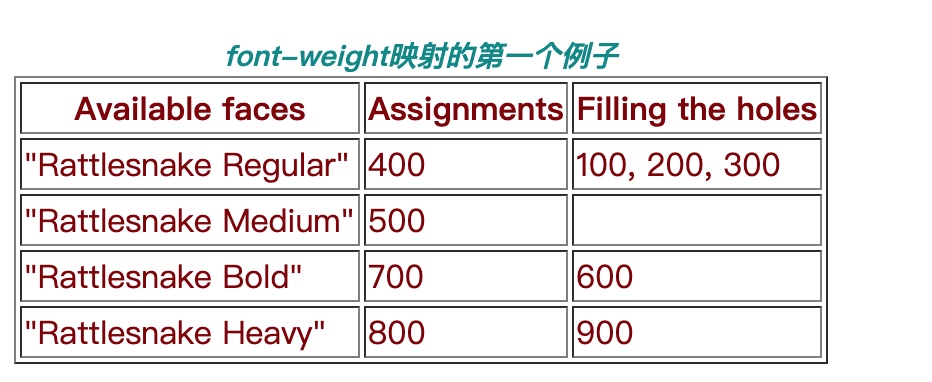 font-weight映射的第一个例子
Available faces Assignments Filling the holes
"Rattlesnake Regular" 400 100, 200, 300
"Rattlesnake Medium" 500
"Rattlesnake Bold" 700 600
"Rattlesnake Heavy" 800 900